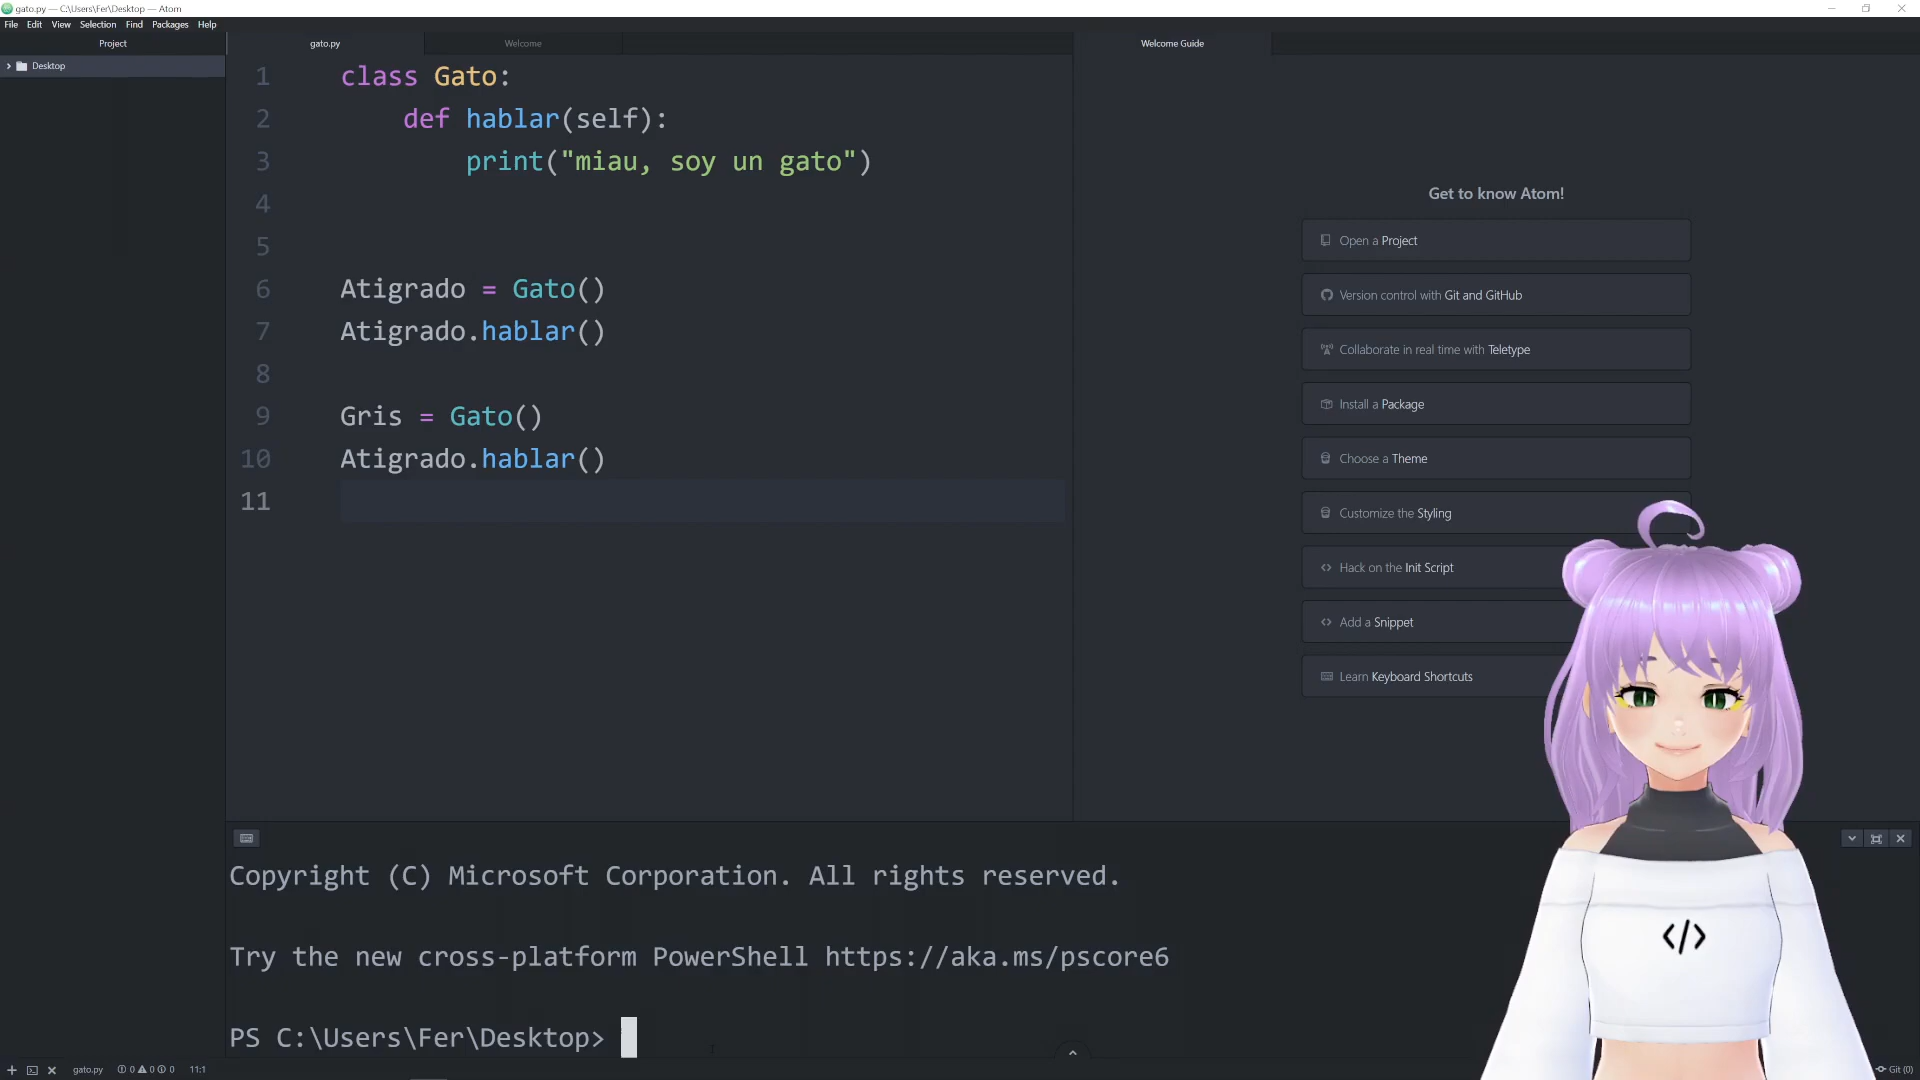 gato.py — C:\Users\Fer\Desktop — Atom
File Edit View Selection Find Packages Help
Project
gato.py
Welcome
Welcome Guide
Desktop
1 class Gato:
2 def hablar(self):
3 print("miau, soy un gato")
4
5
6 Atigrado = Gato()
7 Atigrado.hablar()
8
9 Gris = Gato()
10 Atigrado.hablar()
11
Get to know Atom!
Open a Project
Version control with Git and GitHub
Collaborate in real time with Teletype
Install a Package
Choose a Theme
Customize the Styling
Hack on the Init Script
Add a Snippet
Learn Keyboard Shortcuts
</>
Copyright (C) Microsoft Corporation. All rights reserved.
Try the new cross-platform PowerShell https://aka.ms/pscore6
PS C:\Users\Fer\Desktop>
gato.py 0 0 0 11:1 Git (0)